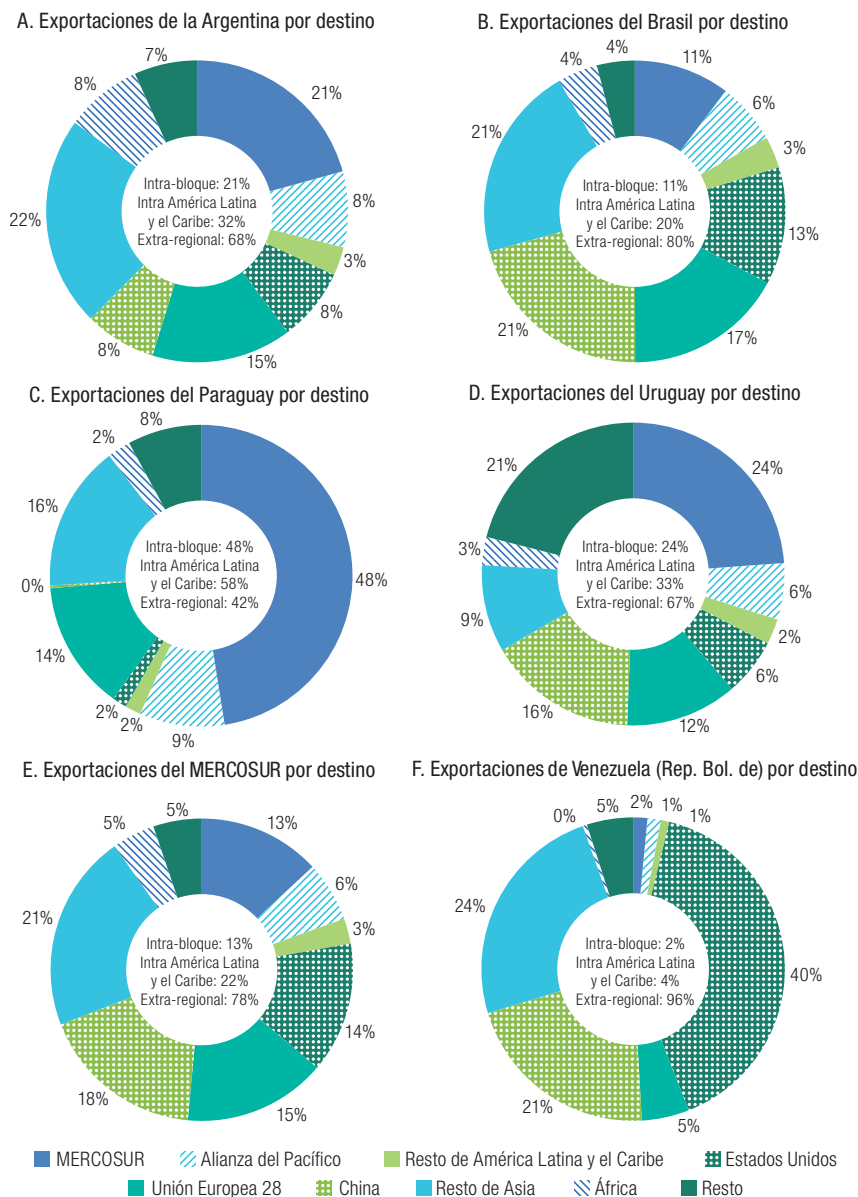 A. Exportaciones de la Argentina por destino
7%
21%
8%
3%
8%
15%
8%
22%
8%
Intra-bloque: 21%
Intra América Latina
y el Caribe: 32%
Extra-regional: 68%
B. Exportaciones del Brasil por destino
4%
11%
6%
3%
13%
17%
21%
21%
4%
Intra-bloque: 11%
Intra América Latina
y el Caribe: 20%
Extra-regional: 80%
C. Exportaciones del Paraguay por destino
8%
48%
9%
2%
2%
14%
0%
16%
2%
Intra-bloque: 48%
Intra América Latina
y el Caribe: 58%
Extra-regional: 42%
D. Exportaciones del Uruguay por destino
24%
6%
2%
6%
12%
16%
9%
3%
21%
Intra-bloque: 24%
Intra América Latina
y el Caribe: 33%
Extra-regional: 67%
E. Exportaciones del MERCOSUR por destino
5%
13%
6%
3%
14%
15%
18%
21%
5%
Intra-bloque: 13%
Intra América Latina
y el Caribe: 22%
Extra-regional: 78%
F. Exportaciones de Venezuela (Rep. Bol. de) por destino
5%
2%
1%
1%
40%
5%
21%
24%
0%
Intra-bloque: 2%
Intra América Latina
y el Caribe: 4%
Extra-regional: 96%
MERCOSUR Alianza del Pacífico Resto de América Latina y el Caribe Estados Unidos
Unión Europea 28 China Resto de Asia África Resto